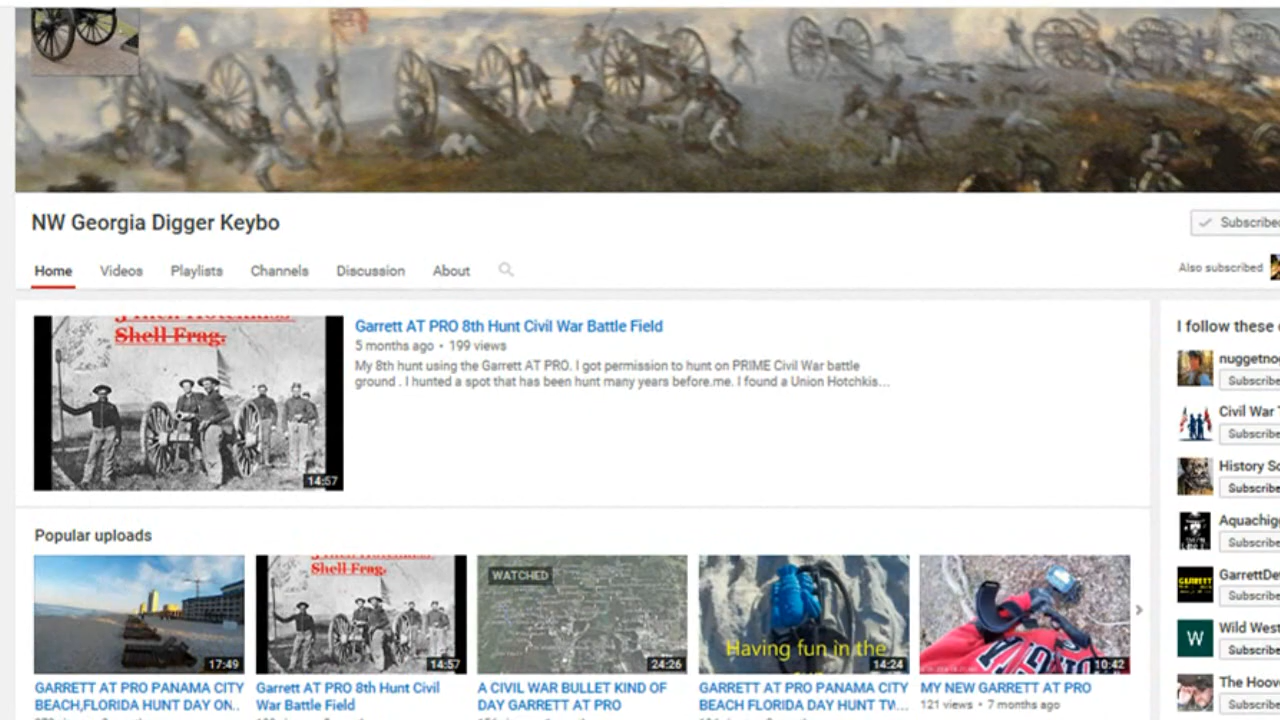 NW Georgia Digger Keybo
Subscribed
Home Videos Playlists Channels Discussion About
Also subscribed
Shell Frag.
14:57
Garrett AT PRO 8th Hunt Civil War Battle Field
5 months ago • 199 views
My 8th hunt using the Garrett AT PRO. I got permission to hunt on PRIME Civil War battle
ground . I hunted a spot that has been hunt many years before.me. I found a Union Hotchkis...
I follow these
nuggetno
Subscribe
Civil War
Subscribe
History So
Subscribe
Aquachig
Subscribe
GARRETT
GarrettDe
Subscribe
W
Wild West
Subscribe
The Hoov
Subscribe
Popular uploads
17:49
GARRETT AT PRO PANAMA CITY
BEACH,FLORIDA HUNT DAY ON..
Shell Frag.
14:57
Garrett AT PRO 8th Hunt Civil
War Battle Field
WATCHED
24:26
A CIVIL WAR BULLET KIND OF
DAY GARRETT AT PRO
Having fun in the
14:24
GARRETT AT PRO PANAMA CITY
BEACH FLORIDA DAY HUNT TW...
10:42
MY NEW GARRETT AT PRO
121 views • 7 months ago